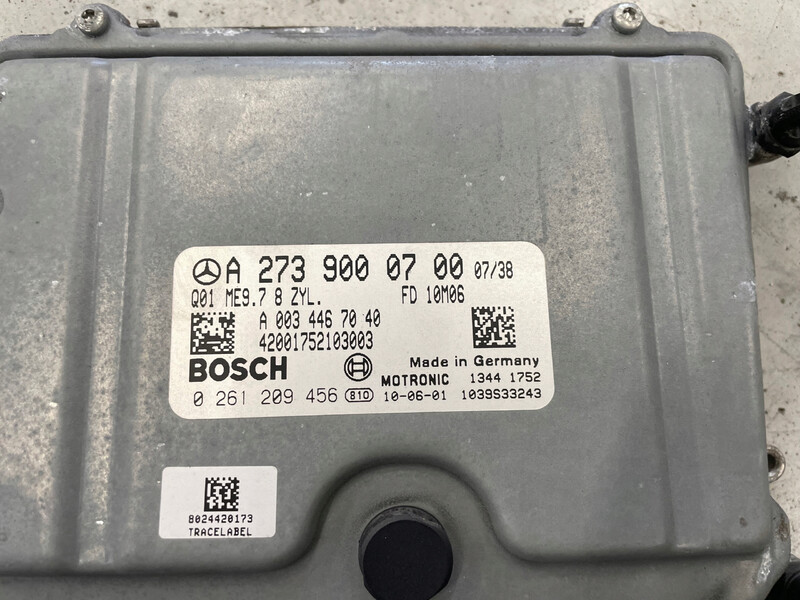 A 273 900 07 00 07/38
Q01 ME9.7 8 ZYL. FD 10M06
A 003 446 70 40
42001752103003
BOSCH Made in Germany
MOTRONIC 1344 1752
0 261 209 456 810 10-06-01 1039S33243
8024420173
TRACELABEL